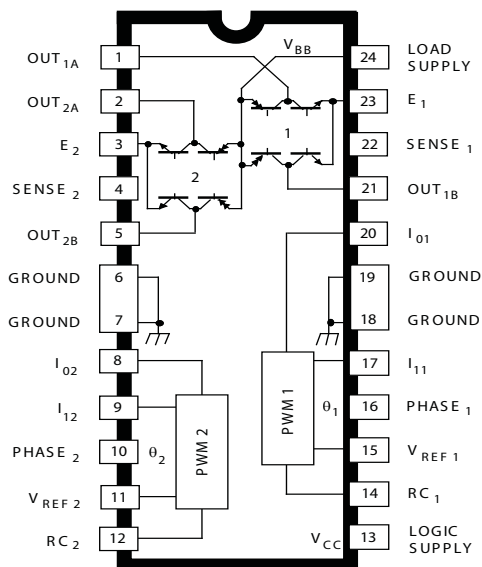 OUT1A 1
OUT2A 2
E2 3
SENSE2 4
OUT2B 5
GROUND 6
GROUND 7
I02 8
I12 9
PHASE2 10
VREF2 11
RC2 12
VBB
1
2
PWM 2
θ2
PWM 1
θ1
VCC
24 LOAD
SUPPLY
23 E1
22 SENSE1
21 OUT1B
20 I01
19 GROUND
18 GROUND
17 I11
16 PHASE1
15 VREF1
14 RC1
13 LOGIC
SUPPLY